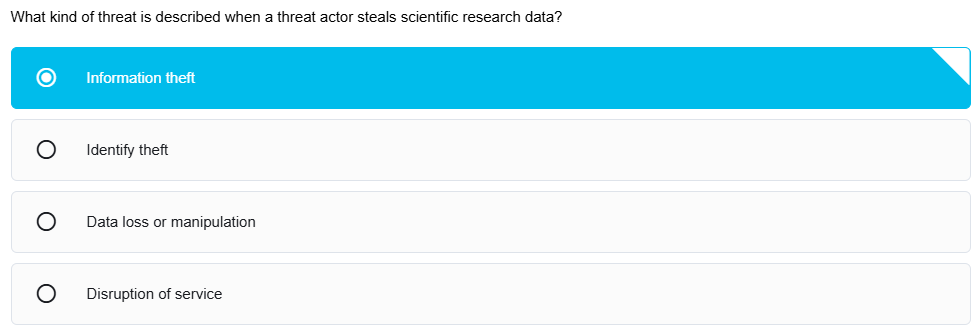 What kind of threat is described when a threat actor steals scientific research data?
Information theft
Identify theft
Data loss or manipulation
Disruption of service